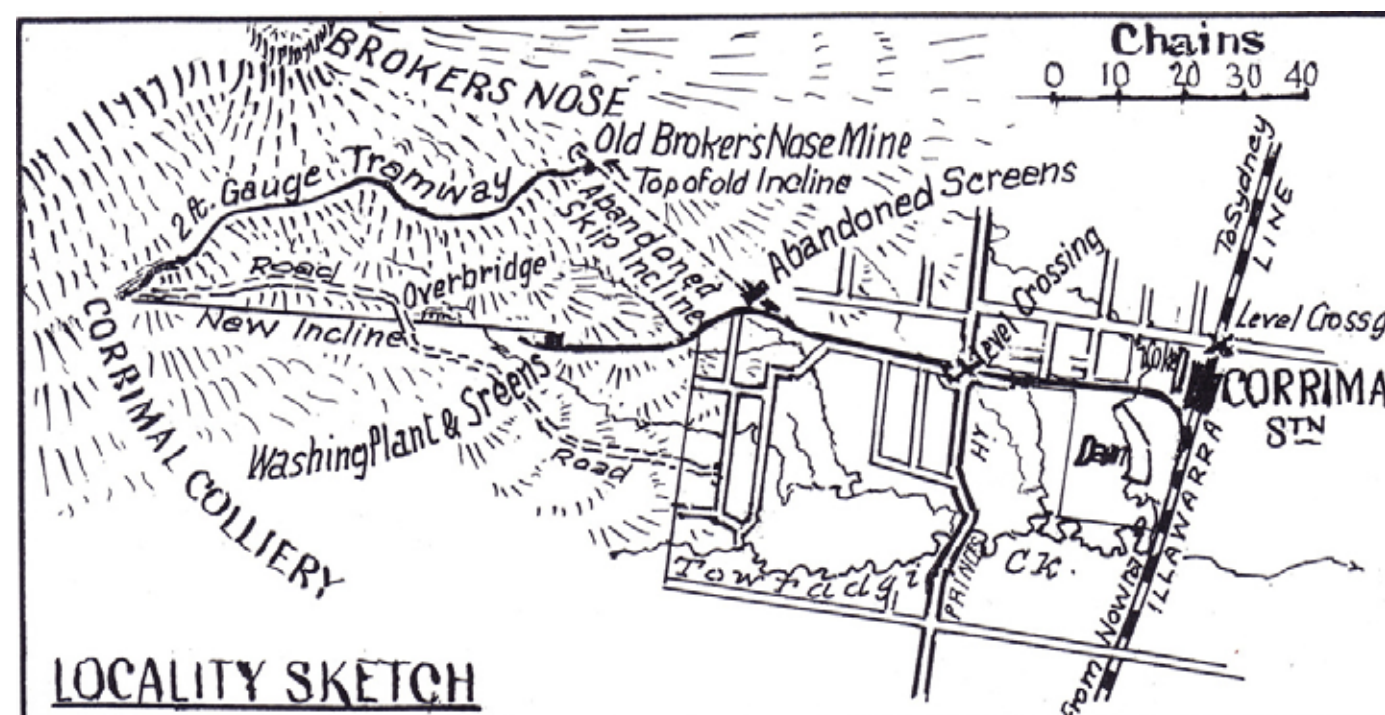 Chains
0 10 20 30 40
BROKERS NOSE
Old Broker's Nose Mine
Top of old Incline
2 ft. Gauge Tramway
Abandoned Skip Incline
Abandoned Screens
To Sydney
LINE
Road
Overbridge
Level Crossing
Level Crossg
New Incline
Coke
CORRIMA
STN
CORRIMAL COLLIERY
Washing Plant & Sreens
Road
HY.
Dam
ILLAWARRA
Towradgi CK.
PRINCES
From Nowra
LOCALITY SKETCH